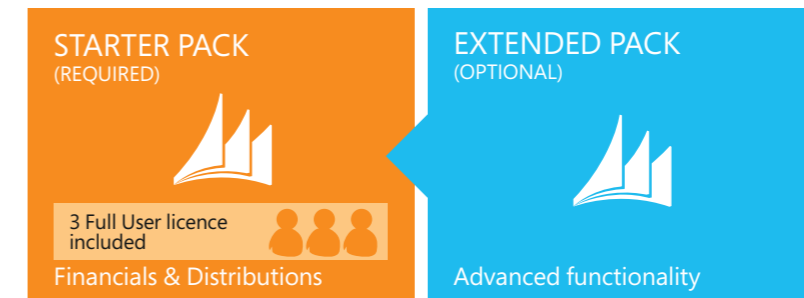 STARTER PACK
(REQUIRED)
3 Full User licence
included
Financials & Distributions
EXTENDED PACK
(OPTIONAL)
Advanced functionality